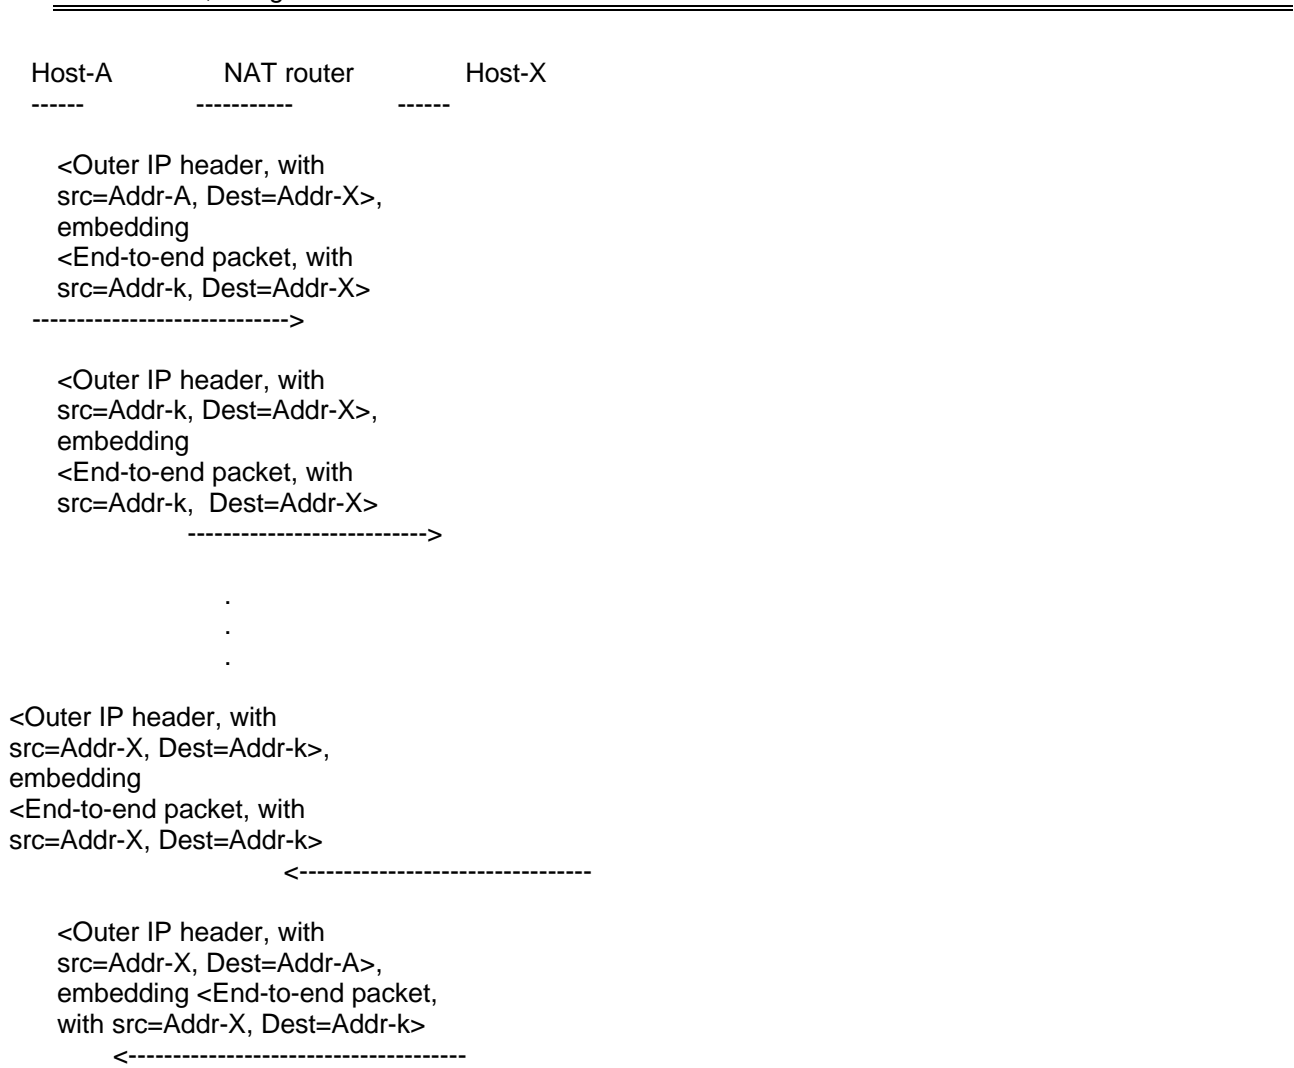 Host-A NAT router Host-X
------ ----------- ------
<Outer IP header, with
src=Addr-A, Dest=Addr-X>,
embedding
<End-to-end packet, with
src=Addr-k, Dest=Addr-X>
----------------------------->
<Outer IP header, with
src=Addr-k, Dest=Addr-X>,
embedding
<End-to-end packet, with
src=Addr-k, Dest=Addr-X>
--------------------------->
.
.
.
<Outer IP header, with
src=Addr-X, Dest=Addr-k>,
embedding
<End-to-end packet, with
src=Addr-X, Dest=Addr-k>
<---------------------------------
<Outer IP header, with
src=Addr-X, Dest=Addr-A>,
embedding <End-to-end packet,
with src=Addr-X, Dest=Addr-k>
<--------------------------------------